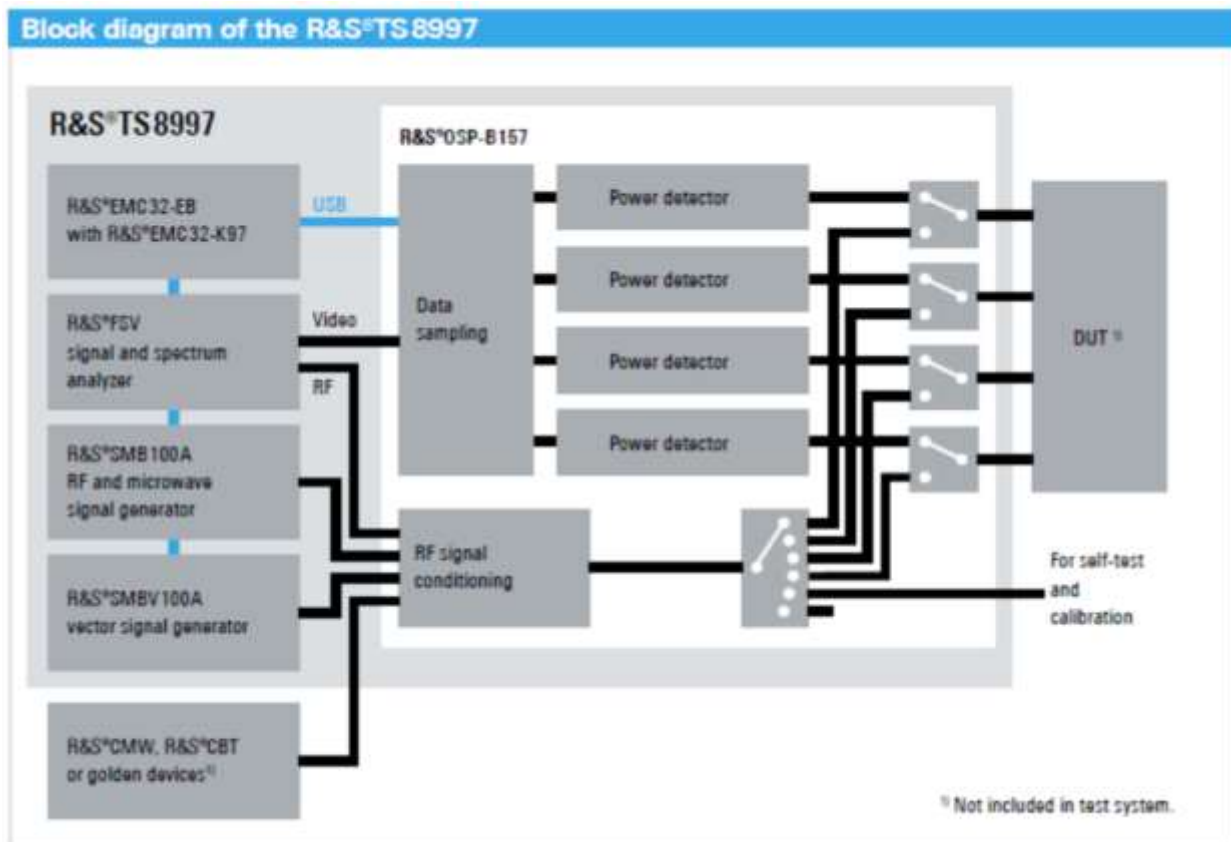 Block diagram of the R&S®TS8997
R&S®TS8997
R&S®OSP-B157
R&S®EMC32-EB
with R&S®EMC32-K97
USB
R&S®FSV
signal and spectrum
analyzer
Video
RF
R&S®SMB100A
RF and microwave
signal generator
R&S®SMBV100A
vector signal generator
R&S®CMW, R&S®CBT
or golden devices¹⁾
Data
sampling
Power detector
Power detector
Power detector
Power detector
RF signal
conditioning
DUT ¹⁾
For self-test
and
calibration
¹⁾ Not included in test system.